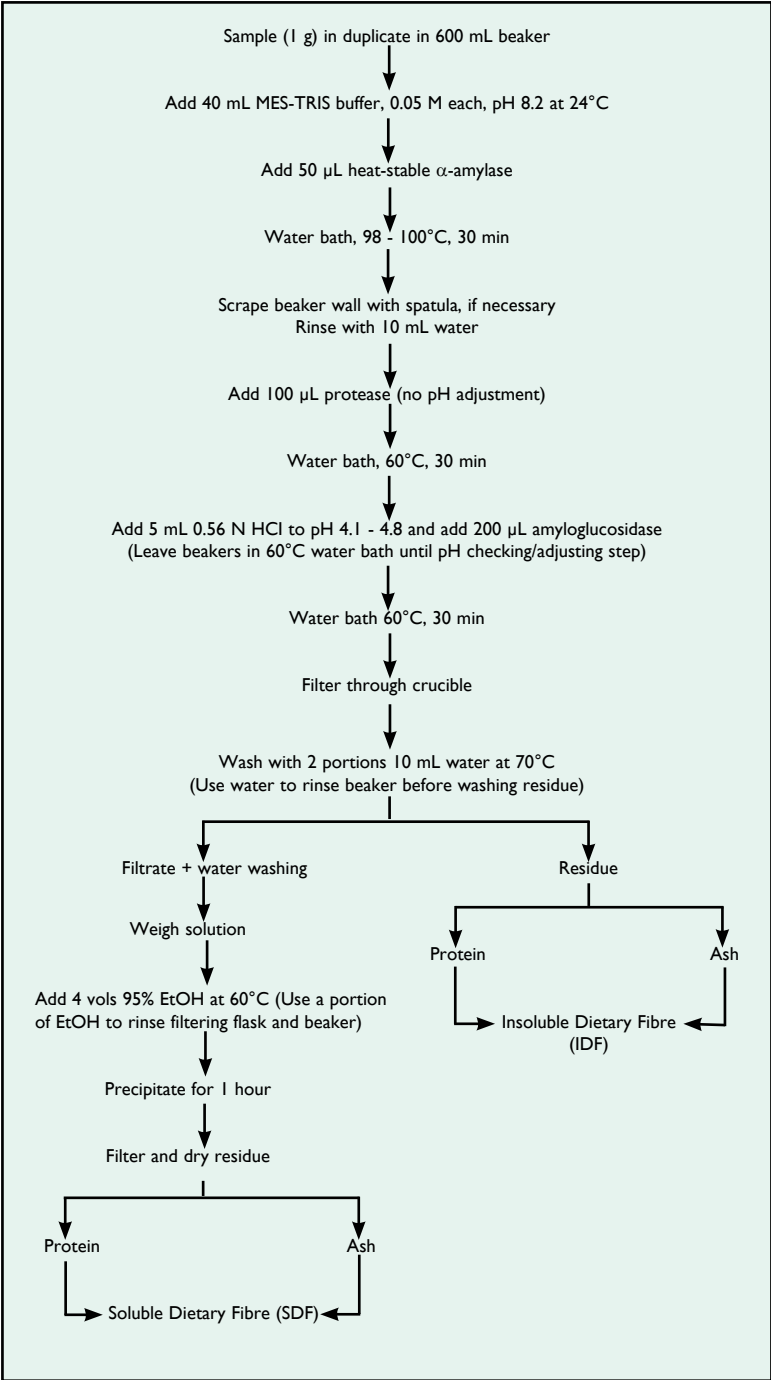 Sample (1 g) in duplicate in 600 mL beaker
Add 40 mL MES-TRIS buffer, 0.05 M each, pH 8.2 at 24°C
Add 50 µL heat-stable α-amylase
Water bath, 98 - 100°C, 30 min
Scrape beaker wall with spatula, if necessary
Rinse with 10 mL water
Add 100 µL protease (no pH adjustment)
Water bath, 60°C, 30 min
Add 5 mL 0.56 N HCl to pH 4.1 - 4.8 and add 200 µL amyloglucosidase
(Leave beakers in 60°C water bath until pH checking/adjusting step)
Water bath 60°C, 30 min
Filter through crucible
Wash with 2 portions 10 mL water at 70°C
(Use water to rinse beaker before washing residue)
Filtrate + water washing
Weigh solution
Add 4 vols 95% EtOH at 60°C (Use a portion
of EtOH to rinse filtering flask and beaker)
Precipitate for 1 hour
Filter and dry residue
Protein
Ash
Soluble Dietary Fibre (SDF)
Residue
Protein
Ash
Insoluble Dietary Fibre
(IDF)